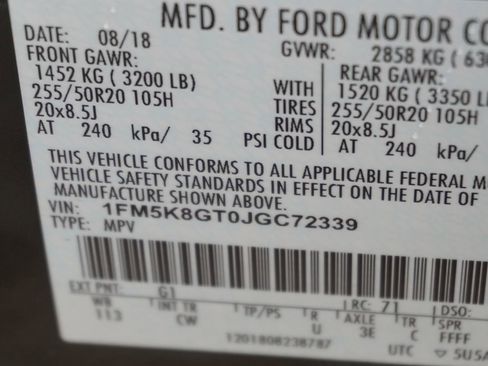 MFD. BY FORD MOTOR CO
DATE: 08/18
GVWR: 2858 KG ( 630
FRONT GAWR:
REAR GAWR:
1452 KG ( 3200 LB) WITH 1520 KG ( 3350 LB
255/50R20 105H TIRES 255/50R20 105H
20x8.5J RIMS 20x8.5J
AT 240 kPa/ 35 PSI COLD AT 240 kPa/
THIS VEHICLE CONFORMS TO ALL APPLICABLE FEDERAL M
VEHICLE SAFETY STANDARDS IN EFFECT ON THE DATE OF
MANUFACTURE SHOWN ABOVE.
VIN: 1FM5K8GT0JGC72339
TYPE: MPV
EXT PNT: G1 RC: 71 DSO:
WB INT TR TP/PS R AXLE TR SPR
113 CW U 3E C FFFF
1201808238787 UTC 5U5A